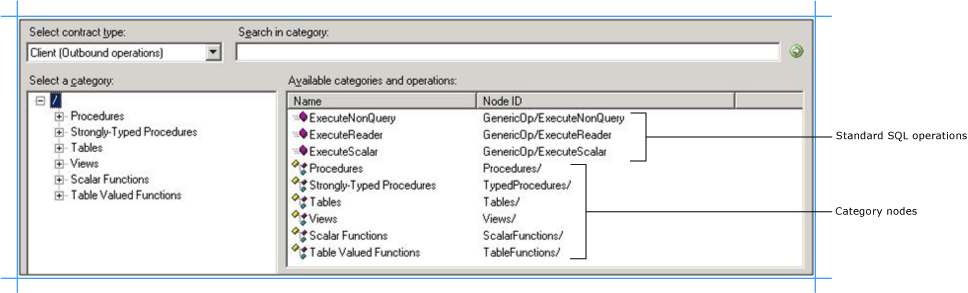 Select contract type:
Search in category:
Client (Outbound operations)
Select a category:
Available categories and operations:
/
Procedures
Strongly-Typed Procedures
Tables
Views
Scalar Functions
Table Valued Functions
Name Node ID
ExecuteNonQuery GenericOp/ExecuteNonQuery
ExecuteReader GenericOp/ExecuteReader
ExecuteScalar GenericOp/ExecuteScalar
Procedures Procedures/
Strongly-Typed Procedures TypedProcedures/
Tables Tables/
Views Views/
Scalar Functions ScalarFunctions/
Table Valued Functions TableFunctions/
Standard SQL operations
Category nodes